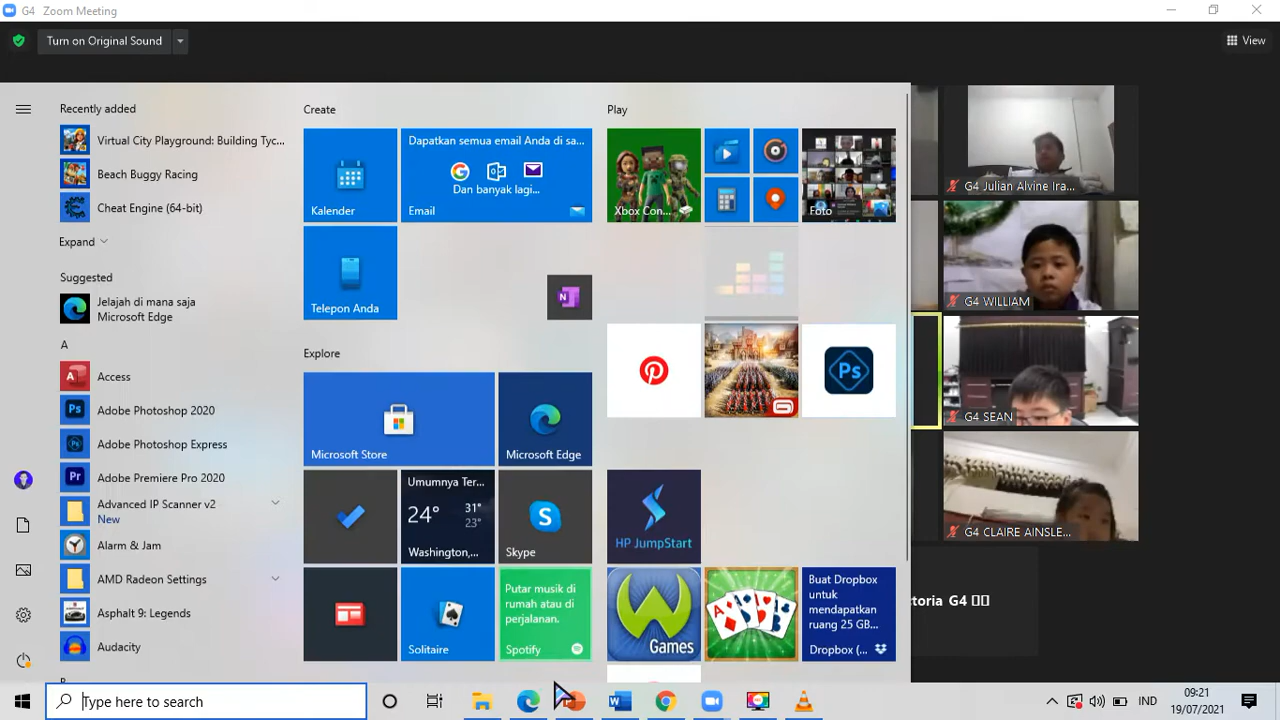 G4 Zoom Meeting
Turn on Original Sound
View
Recently added
Virtual City Playground: Building Tyc...
Beach Buggy Racing
Cheat Engine (64-bit)
Expand
Suggested
Jelajah di mana saja
Microsoft Edge
A
Access
Adobe Photoshop 2020
Adobe Photoshop Express
Adobe Premiere Pro 2020
Advanced IP Scanner v2
New
Alarm & Jam
AMD Radeon Settings
Asphalt 9: Legends
Audacity
Create
Kalender
Dapatkan semua email Anda di sa...
Dan banyak lagi...
Email
Telepon Anda
Explore
Microsoft Store
Microsoft Edge
Umumnya Ter...
24° 31°
23°
Washington,...
Skype
Solitaire
Putar musik di
rumah atau di
perjalanan.
Spotify
Play
Xbox Con...
Foto
Ps
HP JumpStart
Games
Buat Dropbox
untuk
mendapatkan
ruang 25 GB...
Dropbox (...
G4 Julian Alvine Ira...
G4 WILLIAM
G4 SEAN
G4 CLAIRE AINSLE...
ctoria G4
Type here to search
IND
09:21
19/07/2021